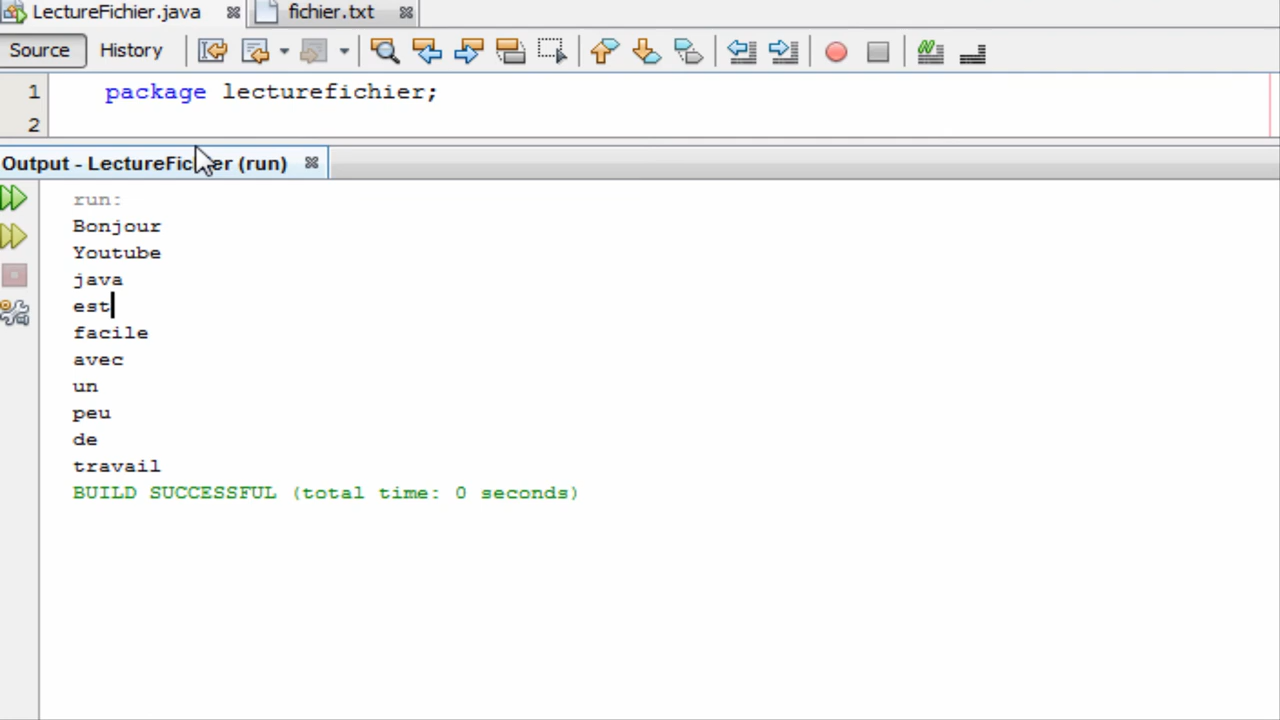 LectureFichier.java fichier.txt
Source History
1 package lecturefichier;
2
Output - LectureFichier (run)
run:
Bonjour
Youtube
java
est
facile
avec
un
peu
de
travail
BUILD SUCCESSFUL (total time: 0 seconds)